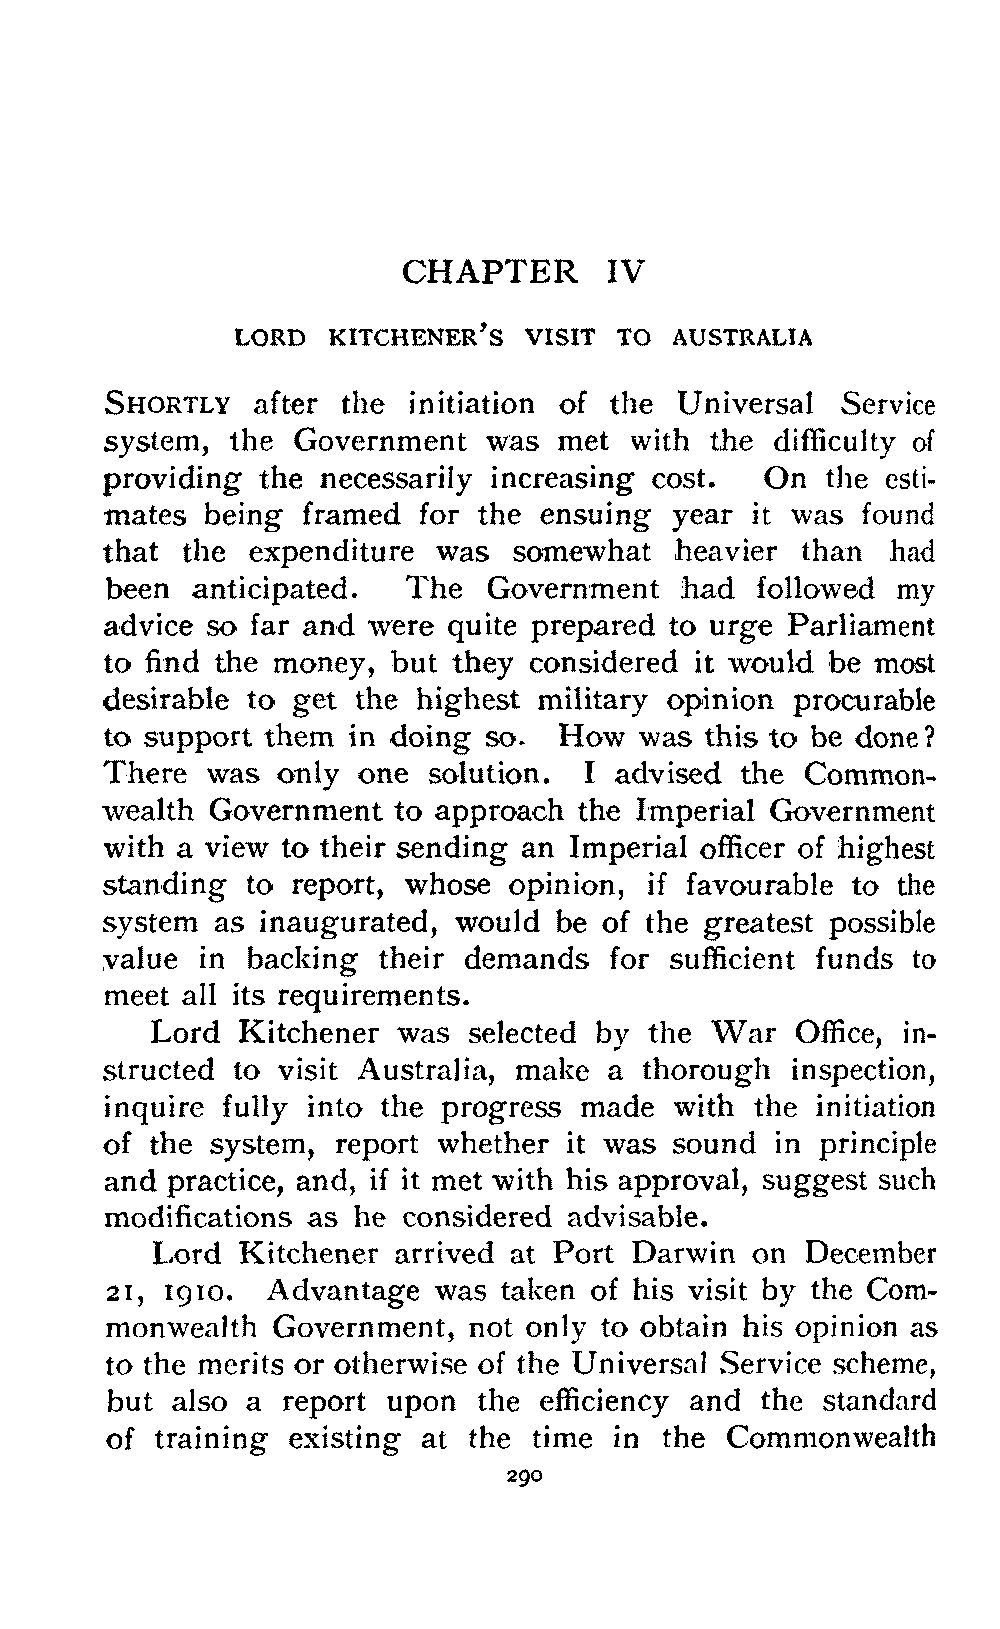 CHAPTER IV
LORD KITCHENER'S VISIT TO AUSTRALIA
SHORTLY after the initiation of the Universal Service
system, the Government was met with the difficulty of
providing the necessarily increasing cost. On the esti-
mates being framed for the ensuing year it was found
that the expenditure was somewhat heavier than had
been anticipated. The Government had followed my
advice so far and were quite prepared to urge Parliament
to find the money, but they considered it would be most
desirable to get the highest military opinion procurable
to support them in doing so. How was this to be done?
There was only one solution. I advised the Common-
wealth Government to approach the Imperial Government
with a view to their sending an Imperial officer of highest
standing to report, whose opinion, if favourable to the
system as inaugurated, would be of the greatest possible
value in backing their demands for sufficient funds to
meet all its requirements.
Lord Kitchener was selected by the War Office, in-
structed to visit Australia, make a thorough inspection,
inquire fully into the progress made with the initiation
of the system, report whether it was sound in principle
and practice, and, if it met with his approval, suggest such
modifications as he considered advisable.
Lord Kitchener arrived at Port Darwin on December
21, 1910. Advantage was taken of his visit by the Com-
monwealth Government, not only to obtain his opinion as
to the merits or otherwise of the Universal Service scheme,
but also a report upon the efficiency and the standard
of training existing at the time in the Commonwealth
290